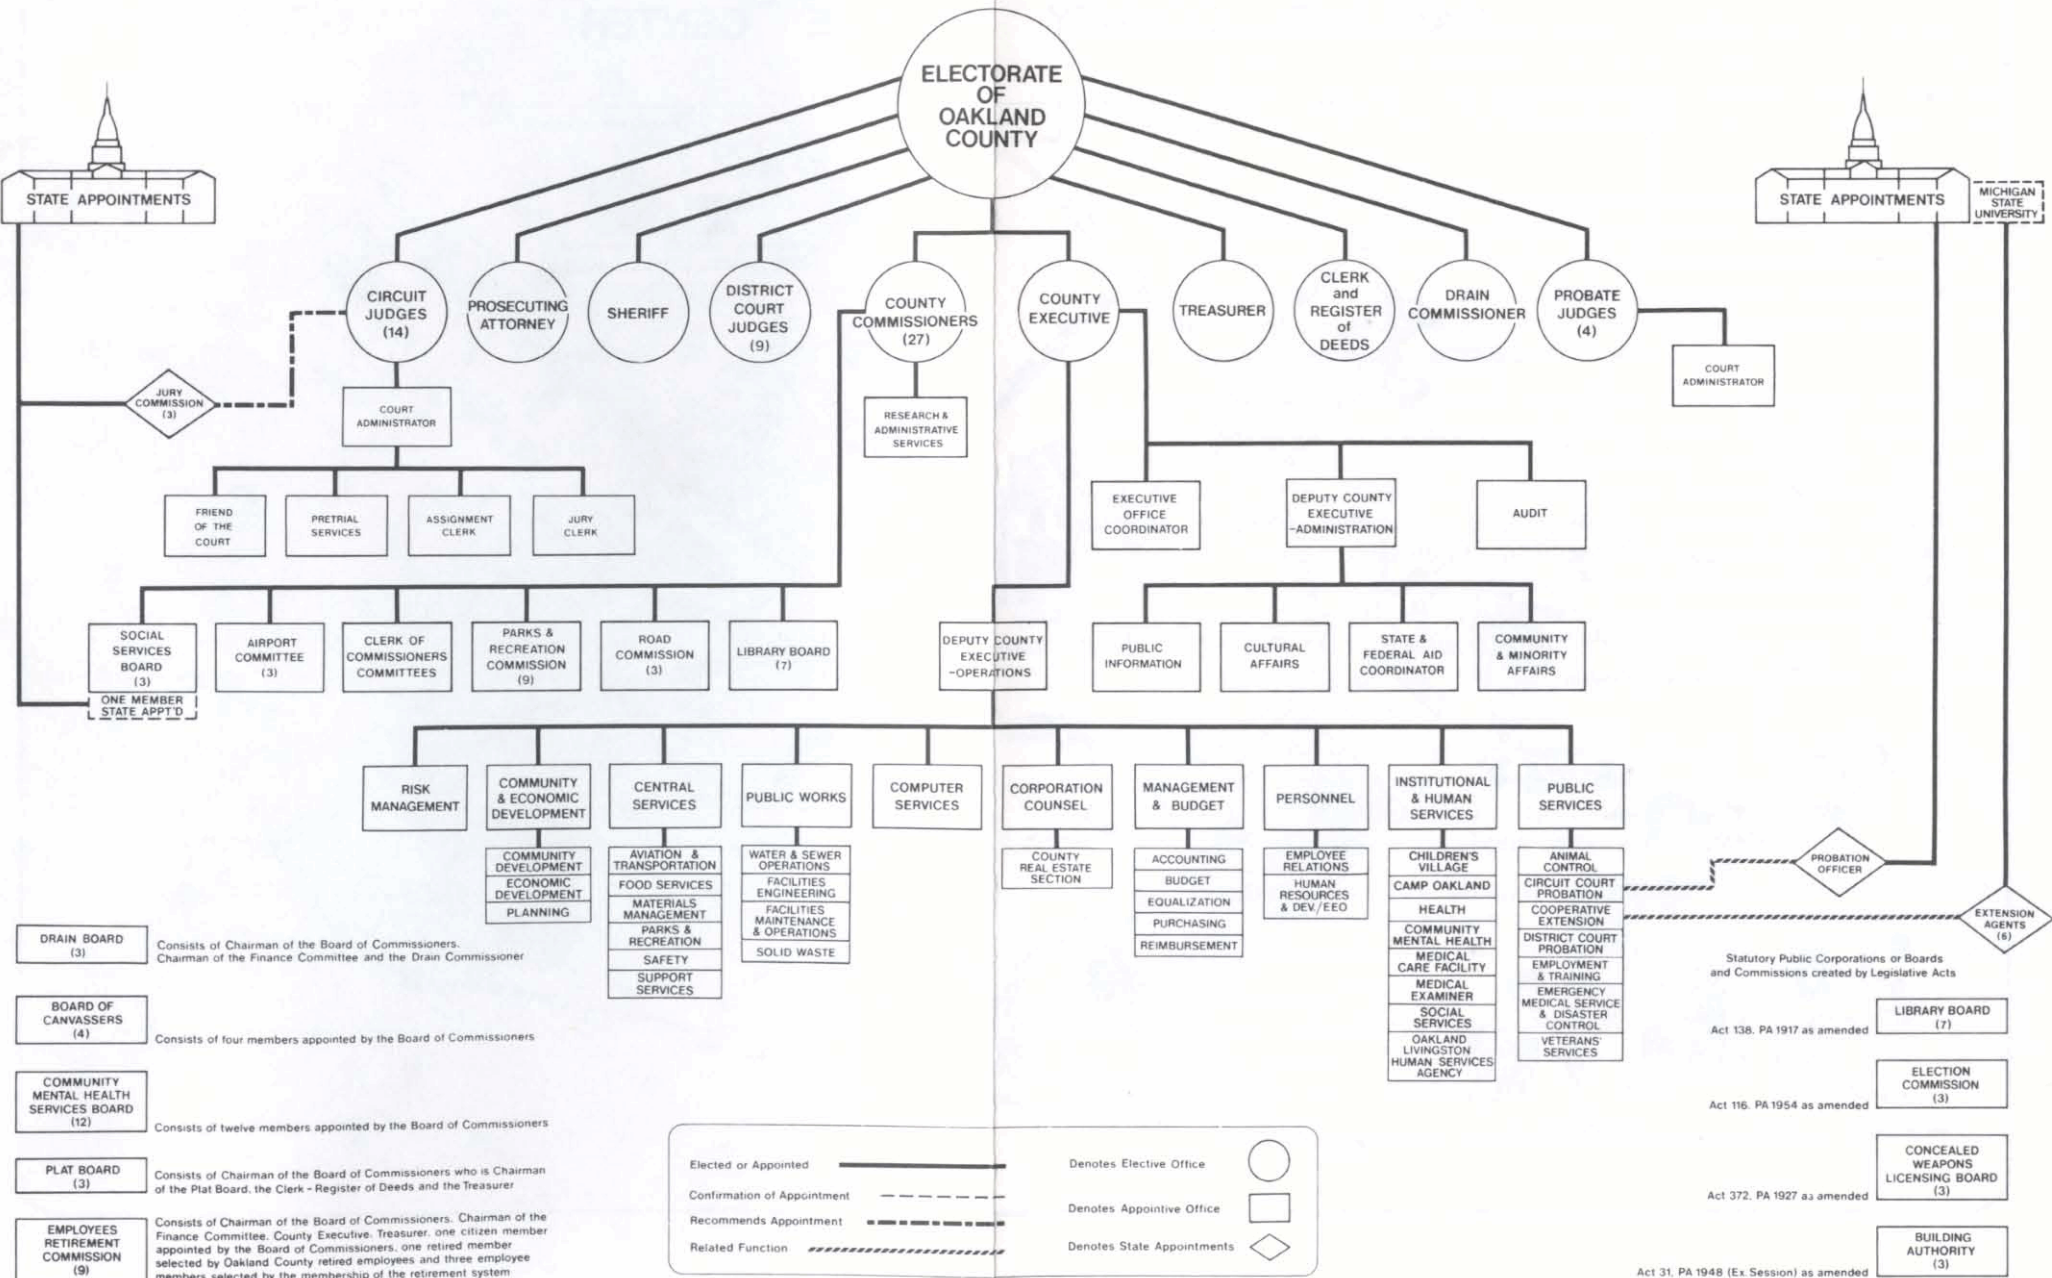 ELECTORATE
OF
OAKLAND
COUNTY
STATE APPOINTMENTS
STATE APPOINTMENTS
MICHIGAN
STATE
UNIVERSITY
CIRCUIT
JUDGES
(14)
PROSECUTING
ATTORNEY
SHERIFF
DISTRICT
COURT
JUDGES
(9)
COUNTY
COMMISSIONERS
(27)
COUNTY
EXECUTIVE
TREASURER
CLERK
and
REGISTER
of
DEEDS
DRAIN
COMMISSIONER
PROBATE
JUDGES
(4)
JURY
COMMISSION
(3)
COURT
ADMINISTRATOR
RESEARCH &
ADMINISTRATIVE
SERVICES
COURT
ADMINISTRATOR
FRIEND
OF THE
COURT
PRETRIAL
SERVICES
ASSIGNMENT
CLERK
JURY
CLERK
EXECUTIVE
OFFICE
COORDINATOR
DEPUTY COUNTY
EXECUTIVE
-ADMINISTRATION
AUDIT
SOCIAL
SERVICES
BOARD
(3)
ONE MEMBER
STATE APPT'D
AIRPORT
COMMITTEE
(3)
CLERK OF
COMMISSIONERS
COMMITTEES
PARKS &
RECREATION
COMMISSION
(9)
ROAD
COMMISSION
(3)
LIBRARY BOARD
(7)
DEPUTY COUNTY
EXECUTIVE
-OPERATIONS
PUBLIC
INFORMATION
CULTURAL
AFFAIRS
STATE &
FEDERAL AID
COORDINATOR
COMMUNITY
& MINORITY
AFFAIRS
RISK
MANAGEMENT
COMMUNITY
& ECONOMIC
DEVELOPMENT
COMMUNITY
DEVELOPMENT
ECONOMIC
DEVELOPMENT
PLANNING
CENTRAL
SERVICES
AVIATION &
TRANSPORTATION
FOOD SERVICES
MATERIALS
MANAGEMENT
PARKS &
RECREATION
SAFETY
SUPPORT
SERVICES
PUBLIC WORKS
WATER & SEWER
OPERATIONS
FACILITIES
ENGINEERING
FACILITIES
MAINTENANCE
& OPERATIONS
SOLID WASTE
COMPUTER
SERVICES
CORPORATION
COUNSEL
COUNTY
REAL ESTATE
SECTION
MANAGEMENT
& BUDGET
ACCOUNTING
BUDGET
EQUALIZATION
PURCHASING
REIMBURSEMENT
PERSONNEL
EMPLOYEE
RELATIONS
HUMAN
RESOURCES
& DEV./EEO
INSTITUTIONAL
& HUMAN
SERVICES
CHILDREN'S
VILLAGE
CAMP OAKLAND
HEALTH
COMMUNITY
MENTAL HEALTH
MEDICAL
CARE FACILITY
MEDICAL
EXAMINER
SOCIAL
SERVICES
OAKLAND
LIVINGSTON
HUMAN SERVICES
AGENCY
PUBLIC
SERVICES
ANIMAL
CONTROL
CIRCUIT COURT
PROBATION
COOPERATIVE
EXTENSION
DISTRICT COURT
PROBATION
EMPLOYMENT
& TRAINING
EMERGENCY
MEDICAL SERVICE
& DISASTER
CONTROL
VETERANS'
SERVICES
PROBATION
OFFICER
EXTENSION
AGENTS
(6)
DRAIN BOARD
(3)
Consists of Chairman of the Board of Commissioners.
Chairman of the Finance Committee and the Drain Commissioner
BOARD OF
CANVASSERS
(4)
Consists of four members appointed by the Board of Commissioners
COMMUNITY
MENTAL HEALTH
SERVICES BOARD
(12)
Consists of twelve members appointed by the Board of Commissioners
PLAT BOARD
(3)
Consists of Chairman of the Board of Commissioners who is Chairman
of the Plat Board, the Clerk - Register of Deeds and the Treasurer
EMPLOYEES
RETIREMENT
COMMISSION
(9)
Consists of Chairman of the Board of Commissioners. Chairman of the
Finance Committee. County Executive. Treasurer. one citizen member
appointed by the Board of Commissioners, one retired member
selected by Oakland County retired employees and three employee
members selected by the membership of the retirement system
Elected or Appointed
Confirmation of Appointment
Recommends Appointment
Related Function
Denotes Elective Office
Denotes Appointive Office
Denotes State Appointments
Statutory Public Corporations or Boards
and Commissions created by Legislative Acts
Act 138. PA 1917 as amended
LIBRARY BOARD
(7)
Act 116. PA 1954 as amended
ELECTION
COMMISSION
(3)
Act 372. PA 1927 as amended
CONCEALED
WEAPONS
LICENSING BOARD
(3)
Act 31. PA 1948 (Ex. Session) as amended
BUILDING
AUTHORITY
(3)